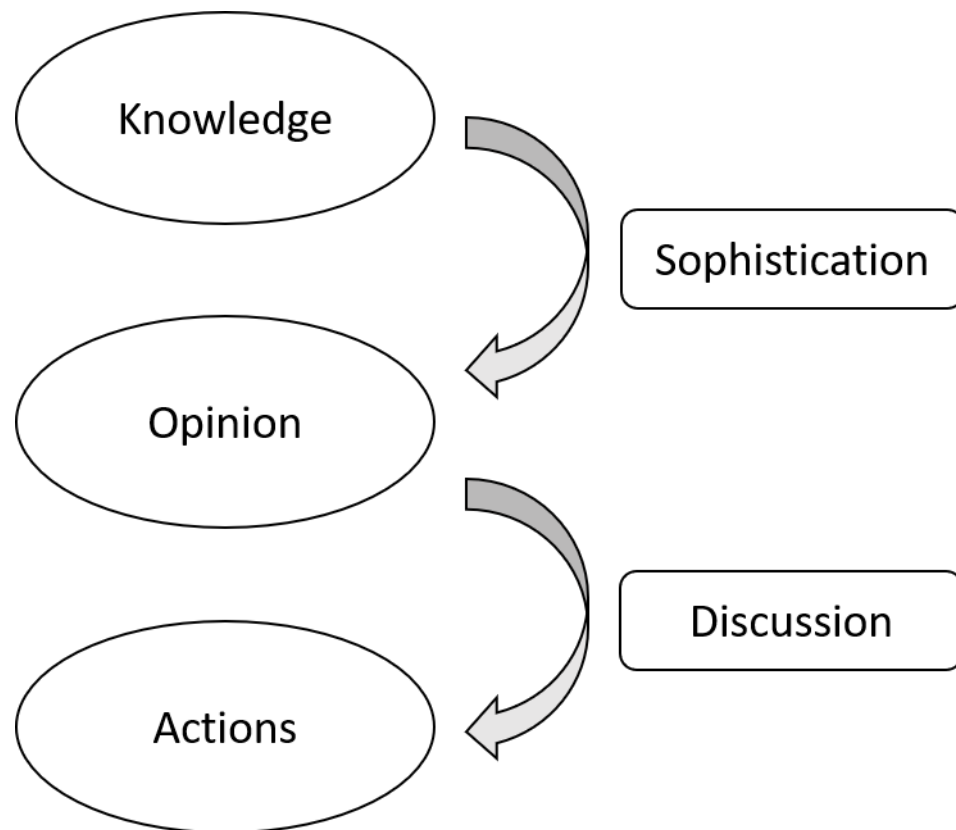 Knowledge
Sophistication
Opinion
Discussion
Actions